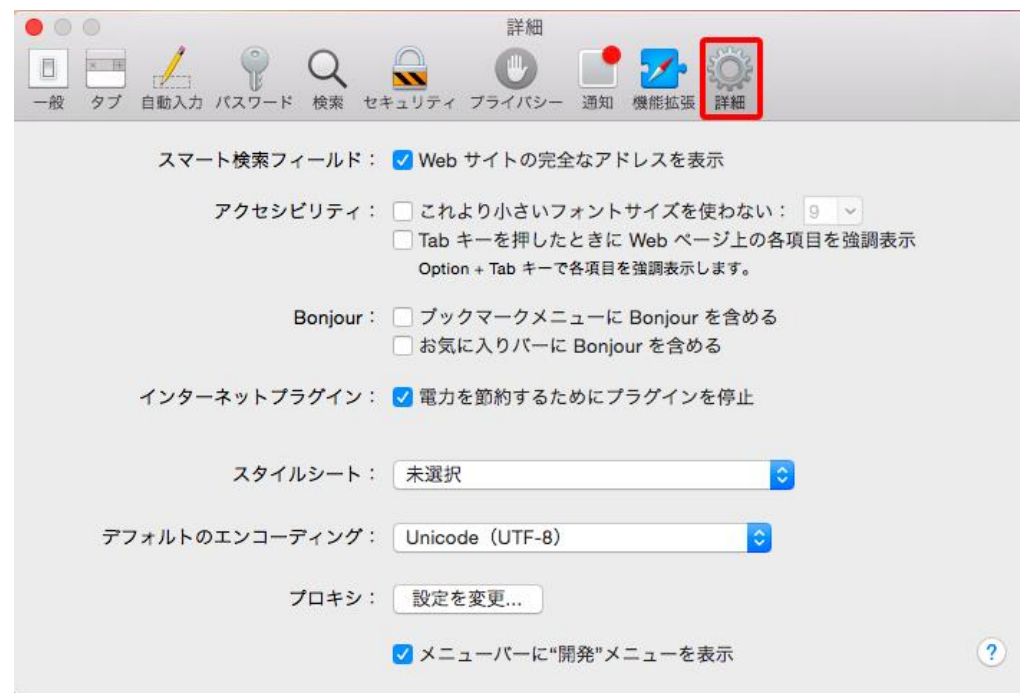 詳細
一般 タブ 自動入力 パスワード 検索 セキュリティ プライバシー 通知 機能拡張 詳細
スマート検索フィールド： Web サイトの完全なアドレスを表示
アクセシビリティ： これより小さいフォントサイズを使わない： 9
Tab キーを押したときに Web ページ上の各項目を強調表示
Option + Tab キーで各項目を強調表示します。
Bonjour： ブックマークメニューに Bonjour を含める
お気に入りバーに Bonjour を含める
インターネットプラグイン： 電力を節約するためにプラグインを停止
スタイルシート： 未選択
デフォルトのエンコーディング： Unicode（UTF-8）
プロキシ： 設定を変更...
メニューバーに“開発”メニューを表示 ?